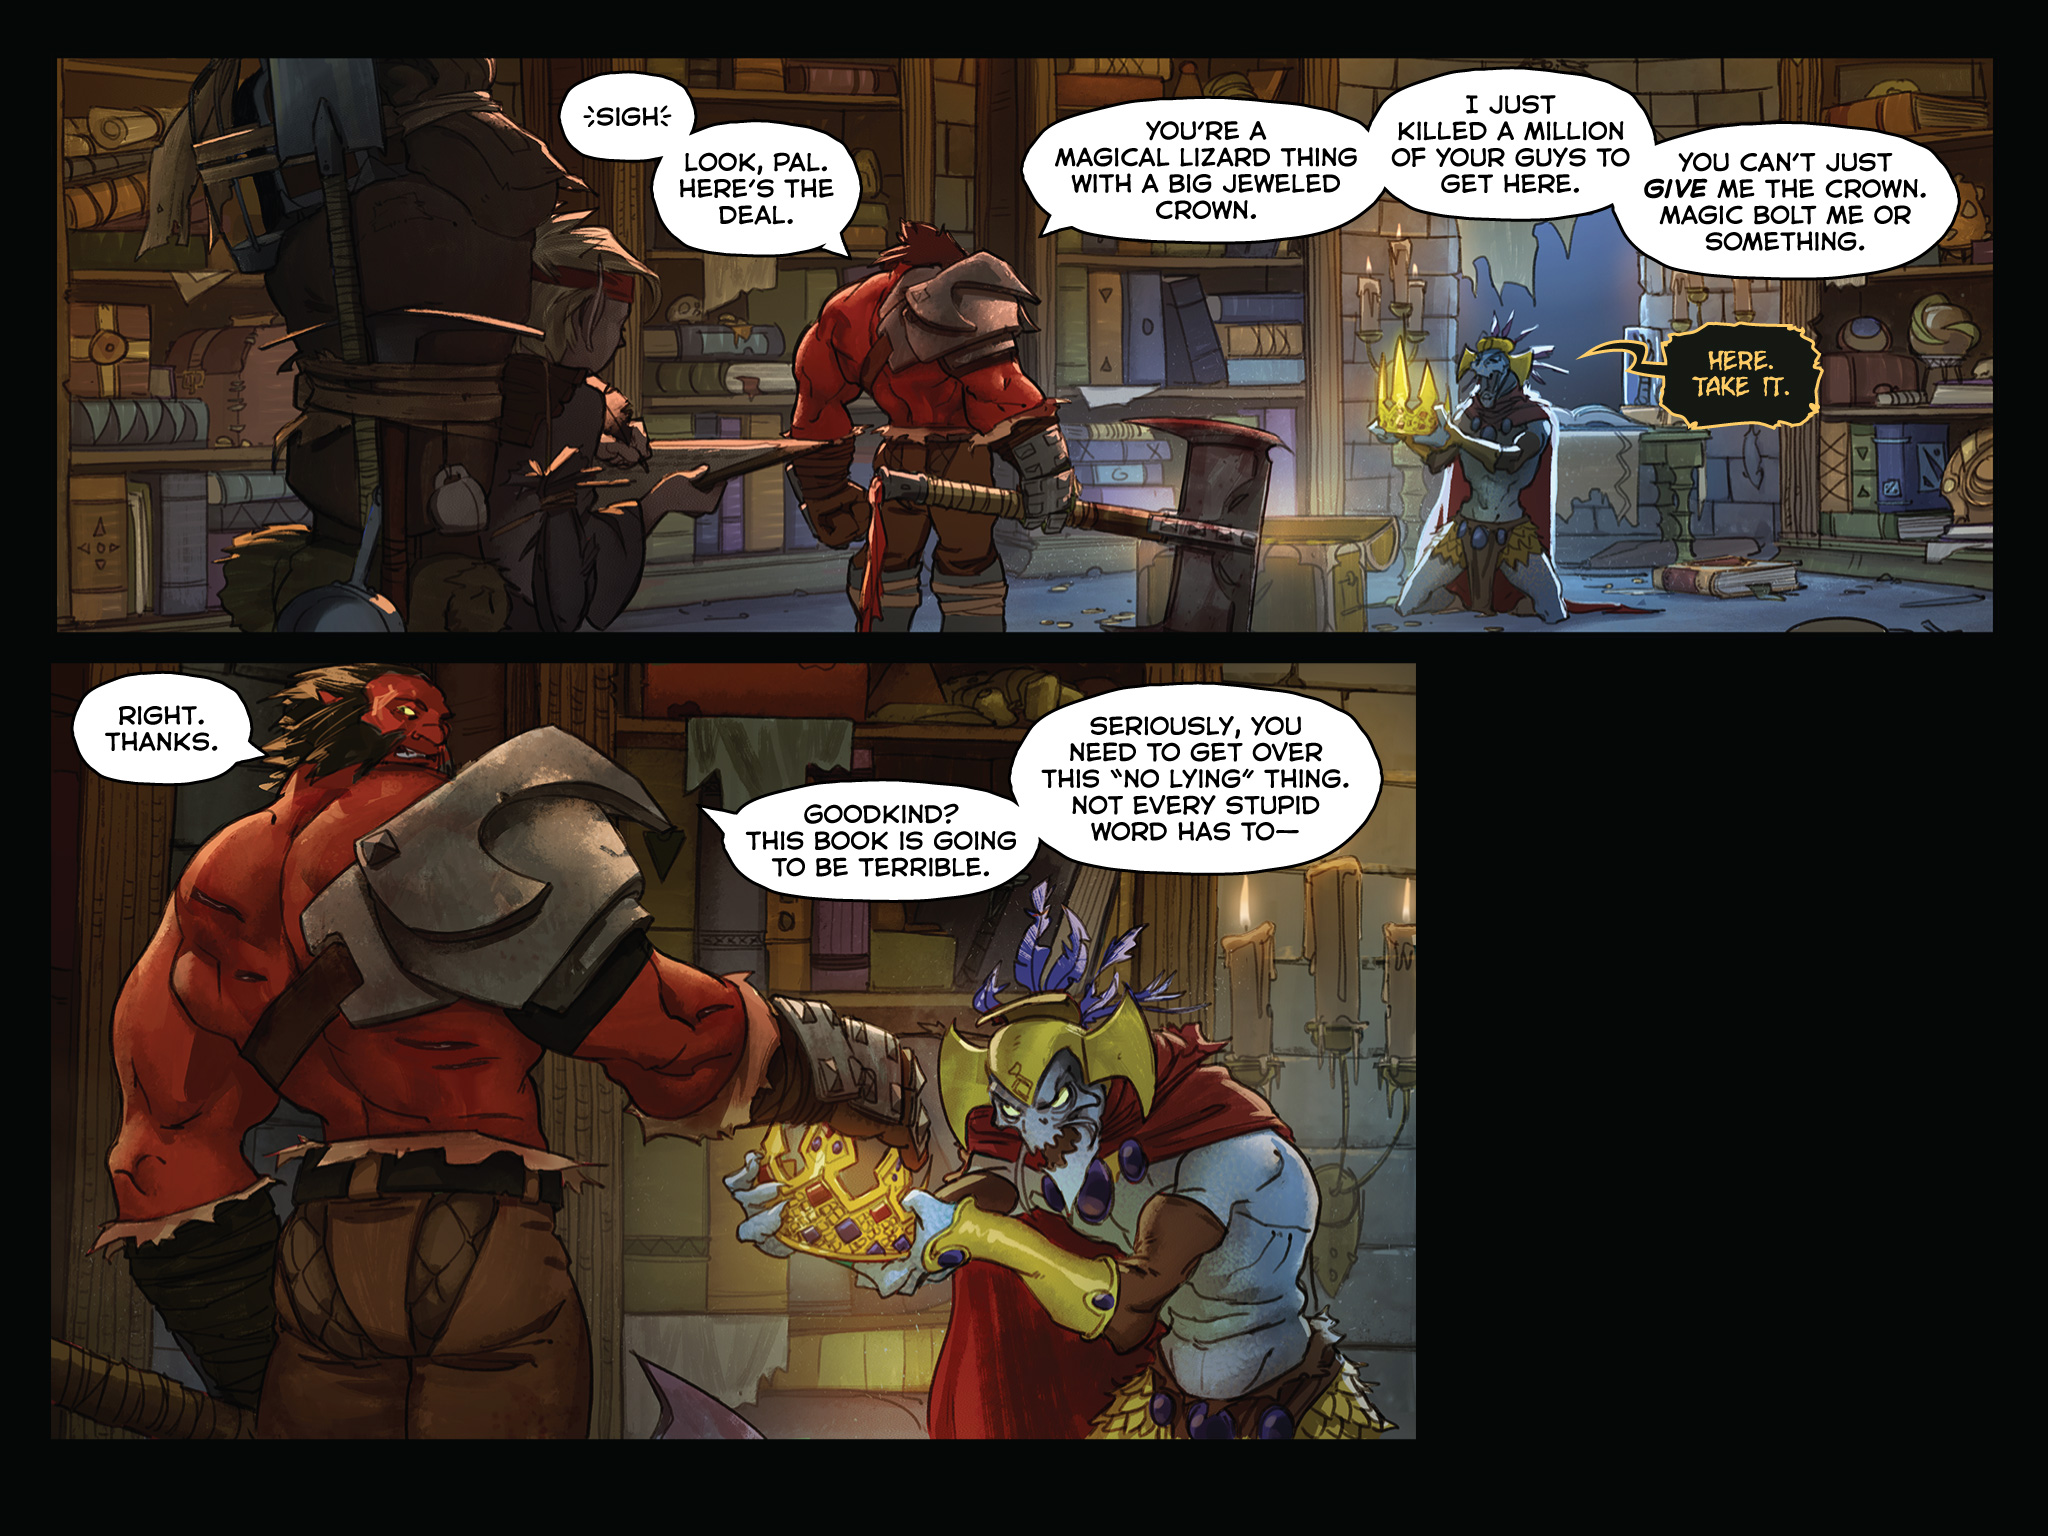 SIGH
LOOK, PAL.
HERE'S THE
DEAL.
YOU'RE A
MAGICAL LIZARD THING
WITH A BIG JEWELED
CROWN.
I JUST
KILLED A MILLION
OF YOUR GUYS TO
GET HERE.
YOU CAN'T JUST
GIVE ME THE CROWN.
MAGIC BOLT ME OR
SOMETHING.
HERE.
TAKE IT.
RIGHT.
THANKS.
GOODKIND?
THIS BOOK IS GOING
TO BE TERRIBLE.
SERIOUSLY, YOU
NEED TO GET OVER
THIS "NO LYING" THING.
NOT EVERY STUPID
WORD HAS TO—